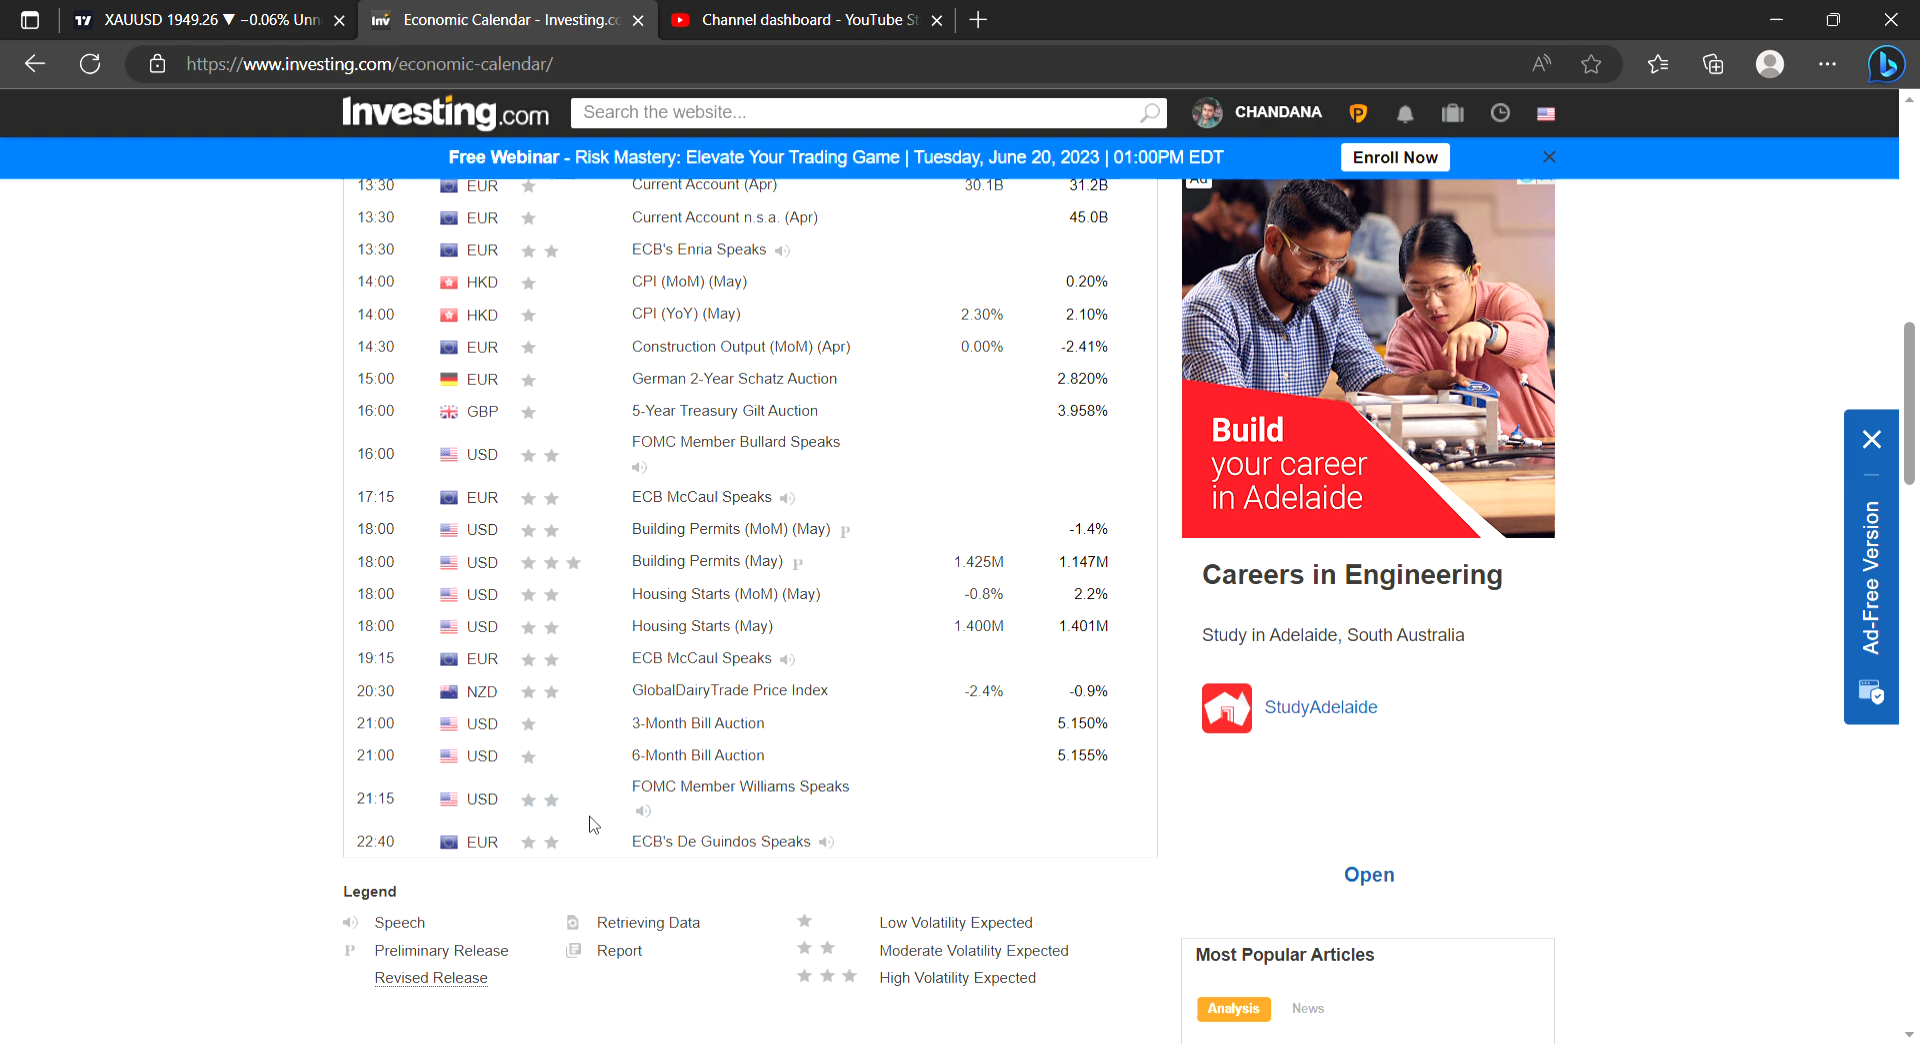 XAUUSD 1949.26 ▼ −0.06% Unn
Economic Calendar - Investing.co
Channel dashboard - YouTube St
https://www.investing.com/economic-calendar/
Investing.com
Search the website...
CHANDANA
Free Webinar - Risk Mastery: Elevate Your Trading Game | Tuesday, June 20, 2023 | 01:00PM EDT
Enroll Now
13:30 EUR Current Account (Apr) 30.1B 31.2B
13:30 EUR Current Account n.s.a. (Apr) 45.0B
13:30 EUR ECB's Enria Speaks
14:00 HKD CPI (MoM) (May) 0.20%
14:00 HKD CPI (YoY) (May) 2.30% 2.10%
14:30 EUR Construction Output (MoM) (Apr) 0.00% -2.41%
15:00 EUR German 2-Year Schatz Auction 2.820%
16:00 GBP 5-Year Treasury Gilt Auction 3.958%
16:00 USD FOMC Member Bullard Speaks
17:15 EUR ECB McCaul Speaks
18:00 USD Building Permits (MoM) (May) P -1.4%
18:00 USD Building Permits (May) P 1.425M 1.147M
18:00 USD Housing Starts (MoM) (May) -0.8% 2.2%
18:00 USD Housing Starts (May) 1.400M 1.401M
19:15 EUR ECB McCaul Speaks
20:30 NZD GlobalDairyTrade Price Index -2.4% -0.9%
21:00 USD 3-Month Bill Auction 5.150%
21:00 USD 6-Month Bill Auction 5.155%
21:15 USD FOMC Member Williams Speaks
22:40 EUR ECB's De Guindos Speaks
Legend
Speech Retrieving Data Low Volatility Expected
P Preliminary Release Report Moderate Volatility Expected
Revised Release High Volatility Expected
Ad
Build
your career
in Adelaide
Careers in Engineering
Study in Adelaide, South Australia
StudyAdelaide
Open
Most Popular Articles
Analysis News
Ad-Free Version